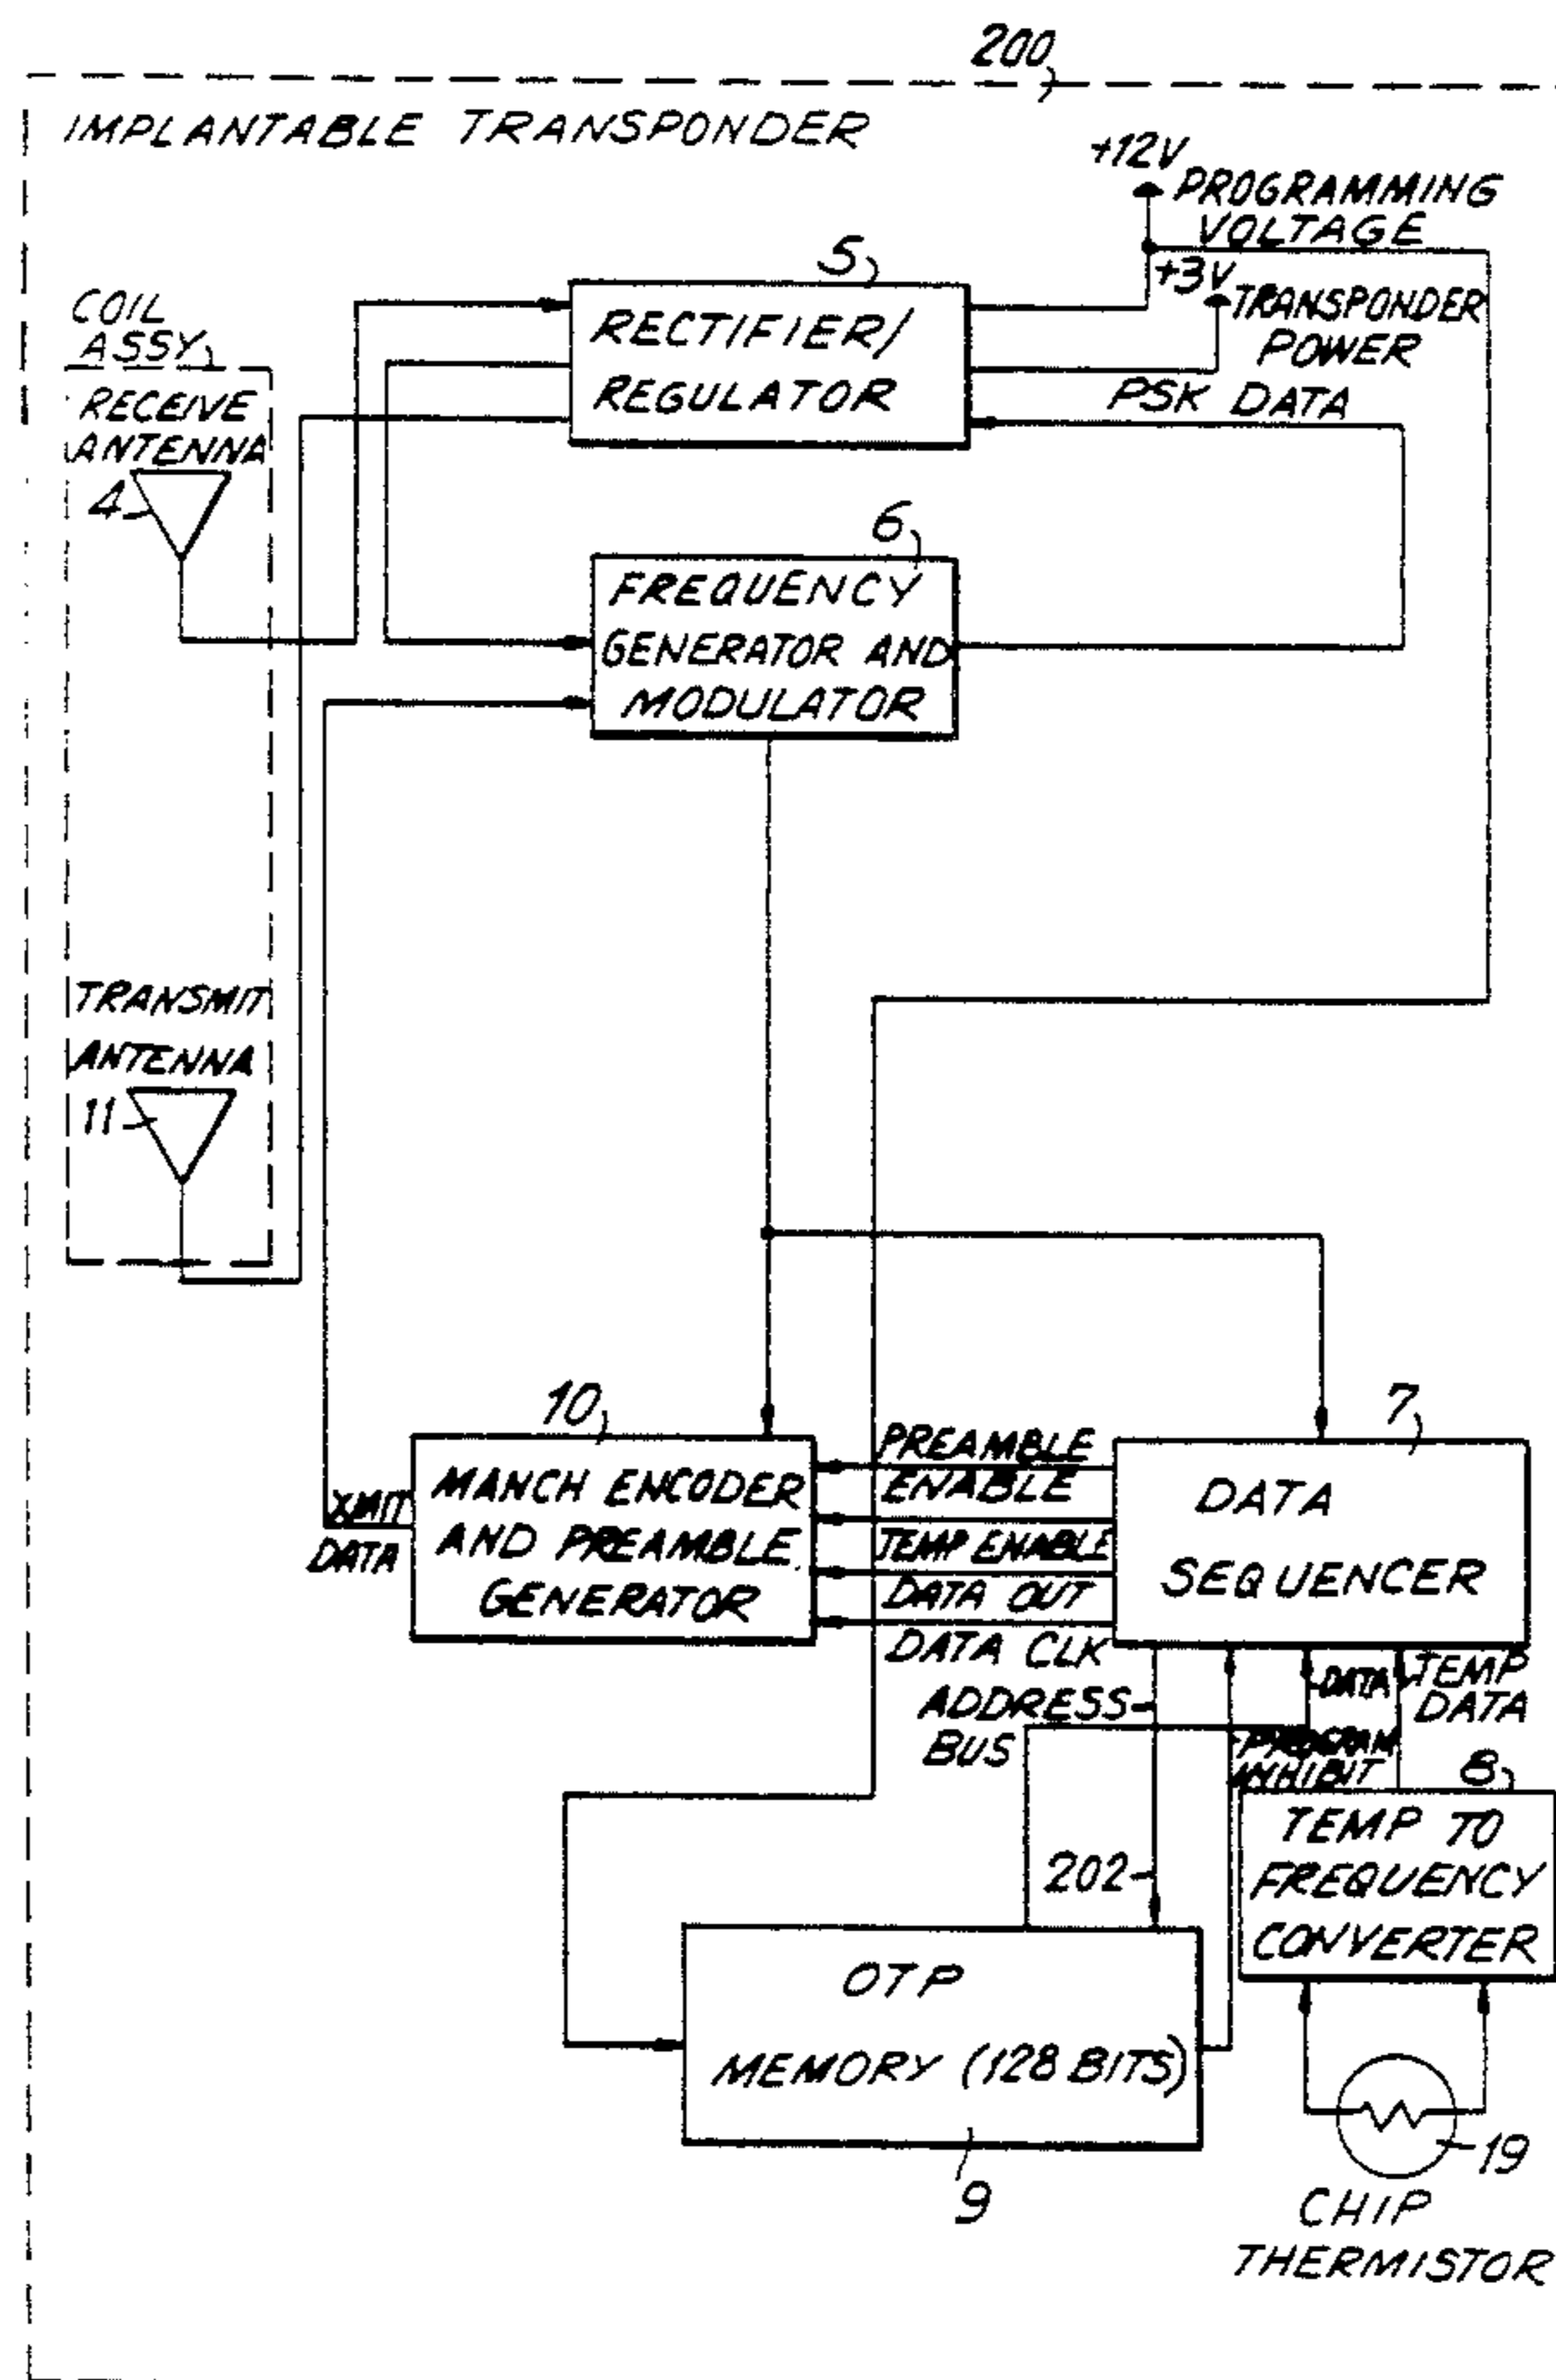 200
IMPLANTABLE TRANSPONDER
+12V
PROGRAMMING
VOLTAGE
+3V
TRANSPONDER
POWER
PSK DATA
5
RECTIFIER/
REGULATOR
COIL
ASSY
RECEIVE
ANTENNA
4
6
FREQUENCY
GENERATOR AND
MODULATOR
TRANSMIT
ANTENNA
11
10
MANCH ENCODER
AND PREAMBLE
GENERATOR
XMIT
DATA
PREAMBLE
ENABLE
TEMP ENABLE
DATA OUT
DATA CLK
7
DATA
SEQUENCER
ADDRESS
BUS
DATA
TEMP
DATA
PROGRAM
INHIBIT
8
TEMP TO
FREQUENCY
CONVERTER
202
OTP
MEMORY (128 BITS)
9
19
CHIP
THERMISTOR